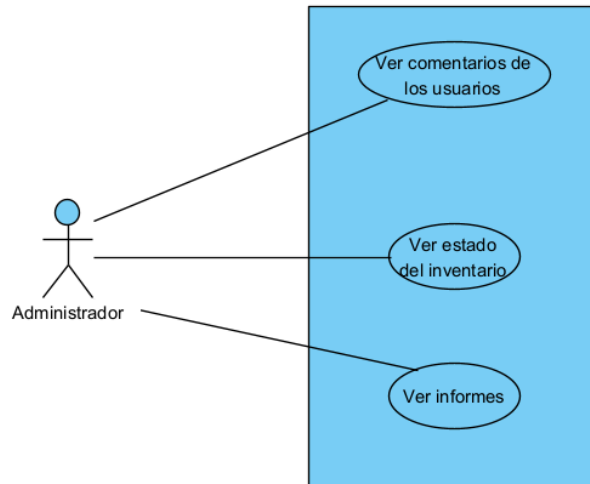 Ver comentarios de
los usuarios
Ver estado
del inventario
Administrador
Ver informes